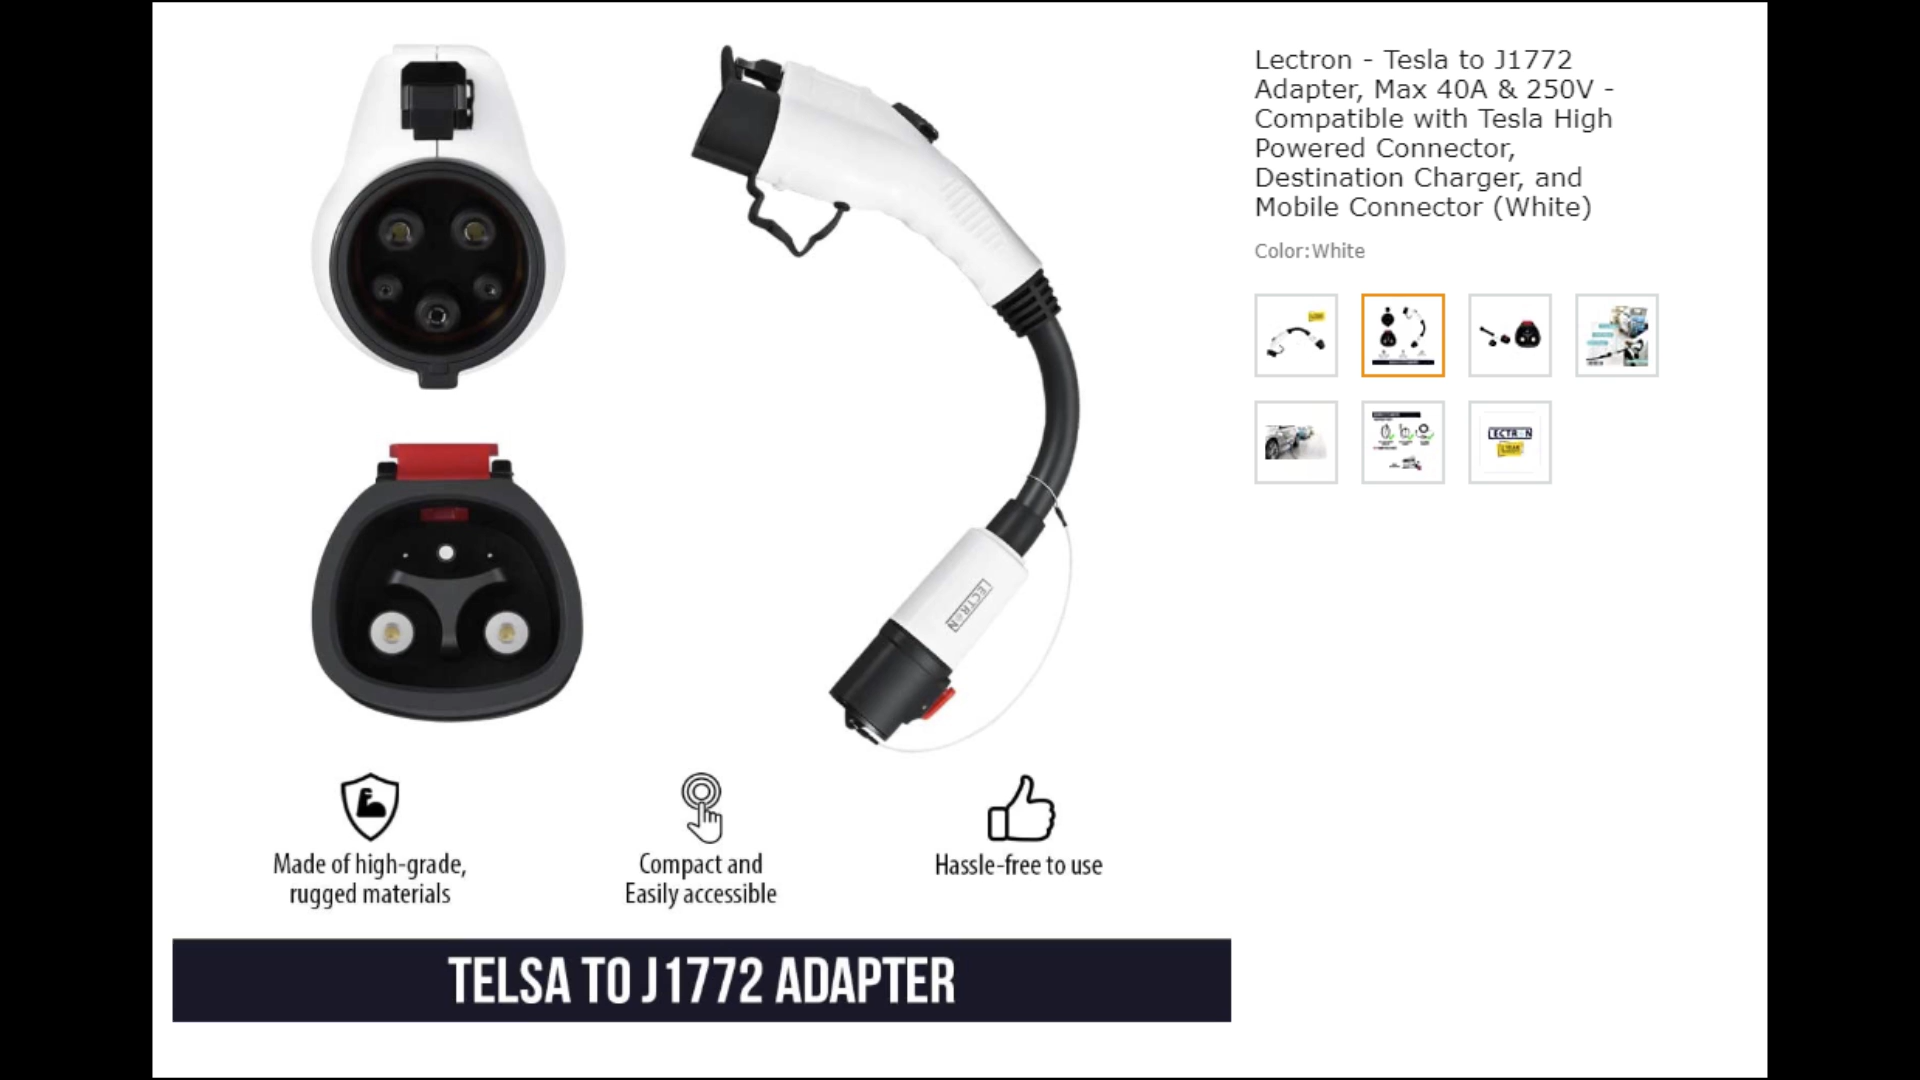 Lectron - Tesla to J1772
Adapter, Max 40A & 250V -
Compatible with Tesla High
Powered Connector,
Destination Charger, and
Mobile Connector (White)
Color:White
LECTRON
LECTRON
Made of high-grade,
rugged materials
Compact and
Easily accessible
Hassle-free to use
TELSA TO J1772 ADAPTER